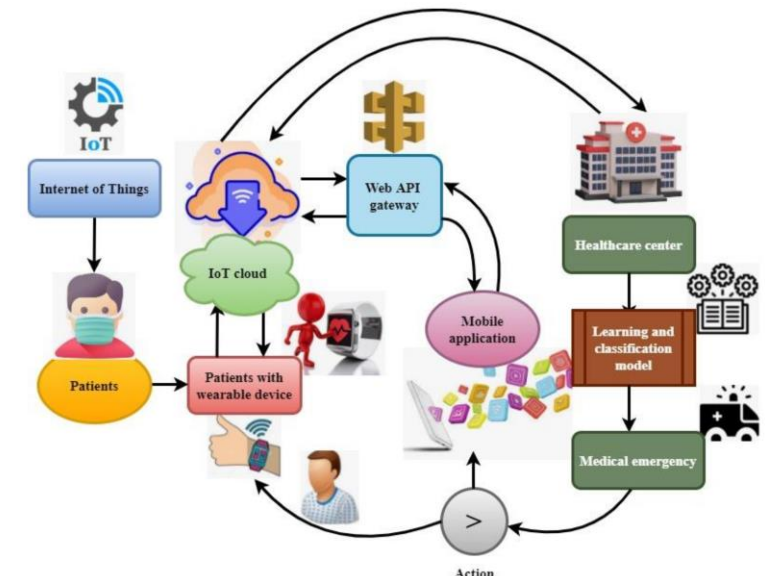 IoT
Internet of Things
Patients
IoT cloud
Patients with
wearable device
Web API
gateway
Mobile
application
Healthcare center
Learning and
classification
model
Medical emergency
>
Action